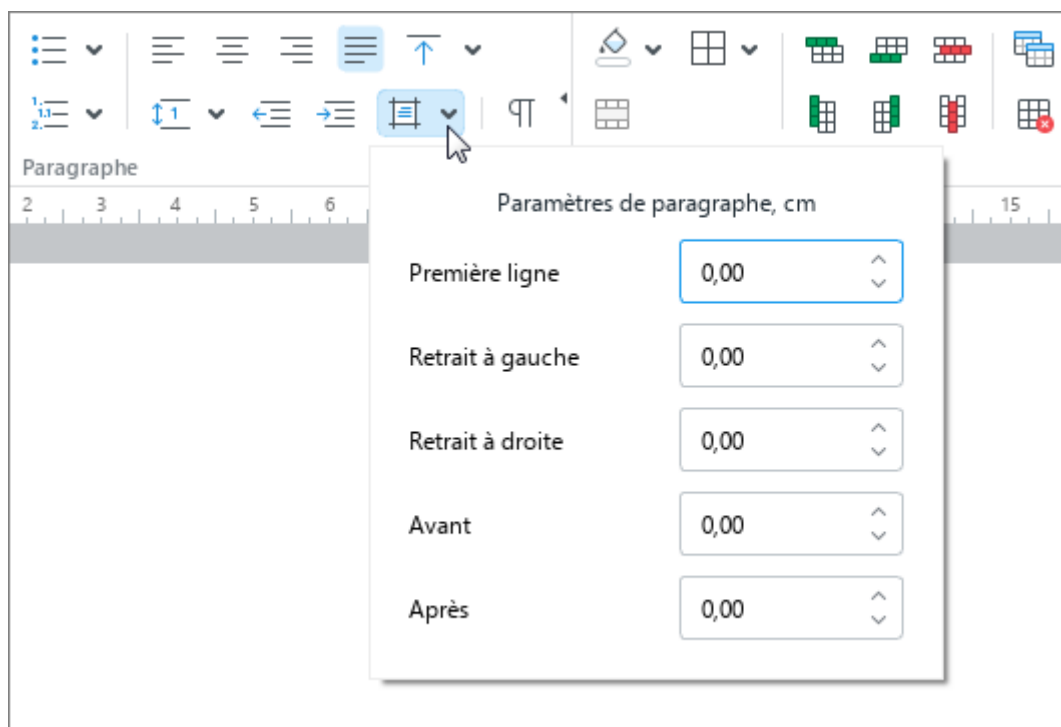 Paragraphe
2 3 4 5 6 15
Paramètres de paragraphe, cm
Première ligne 0,00
Retrait à gauche 0,00
Retrait à droite 0,00
Avant 0,00
Après 0,00